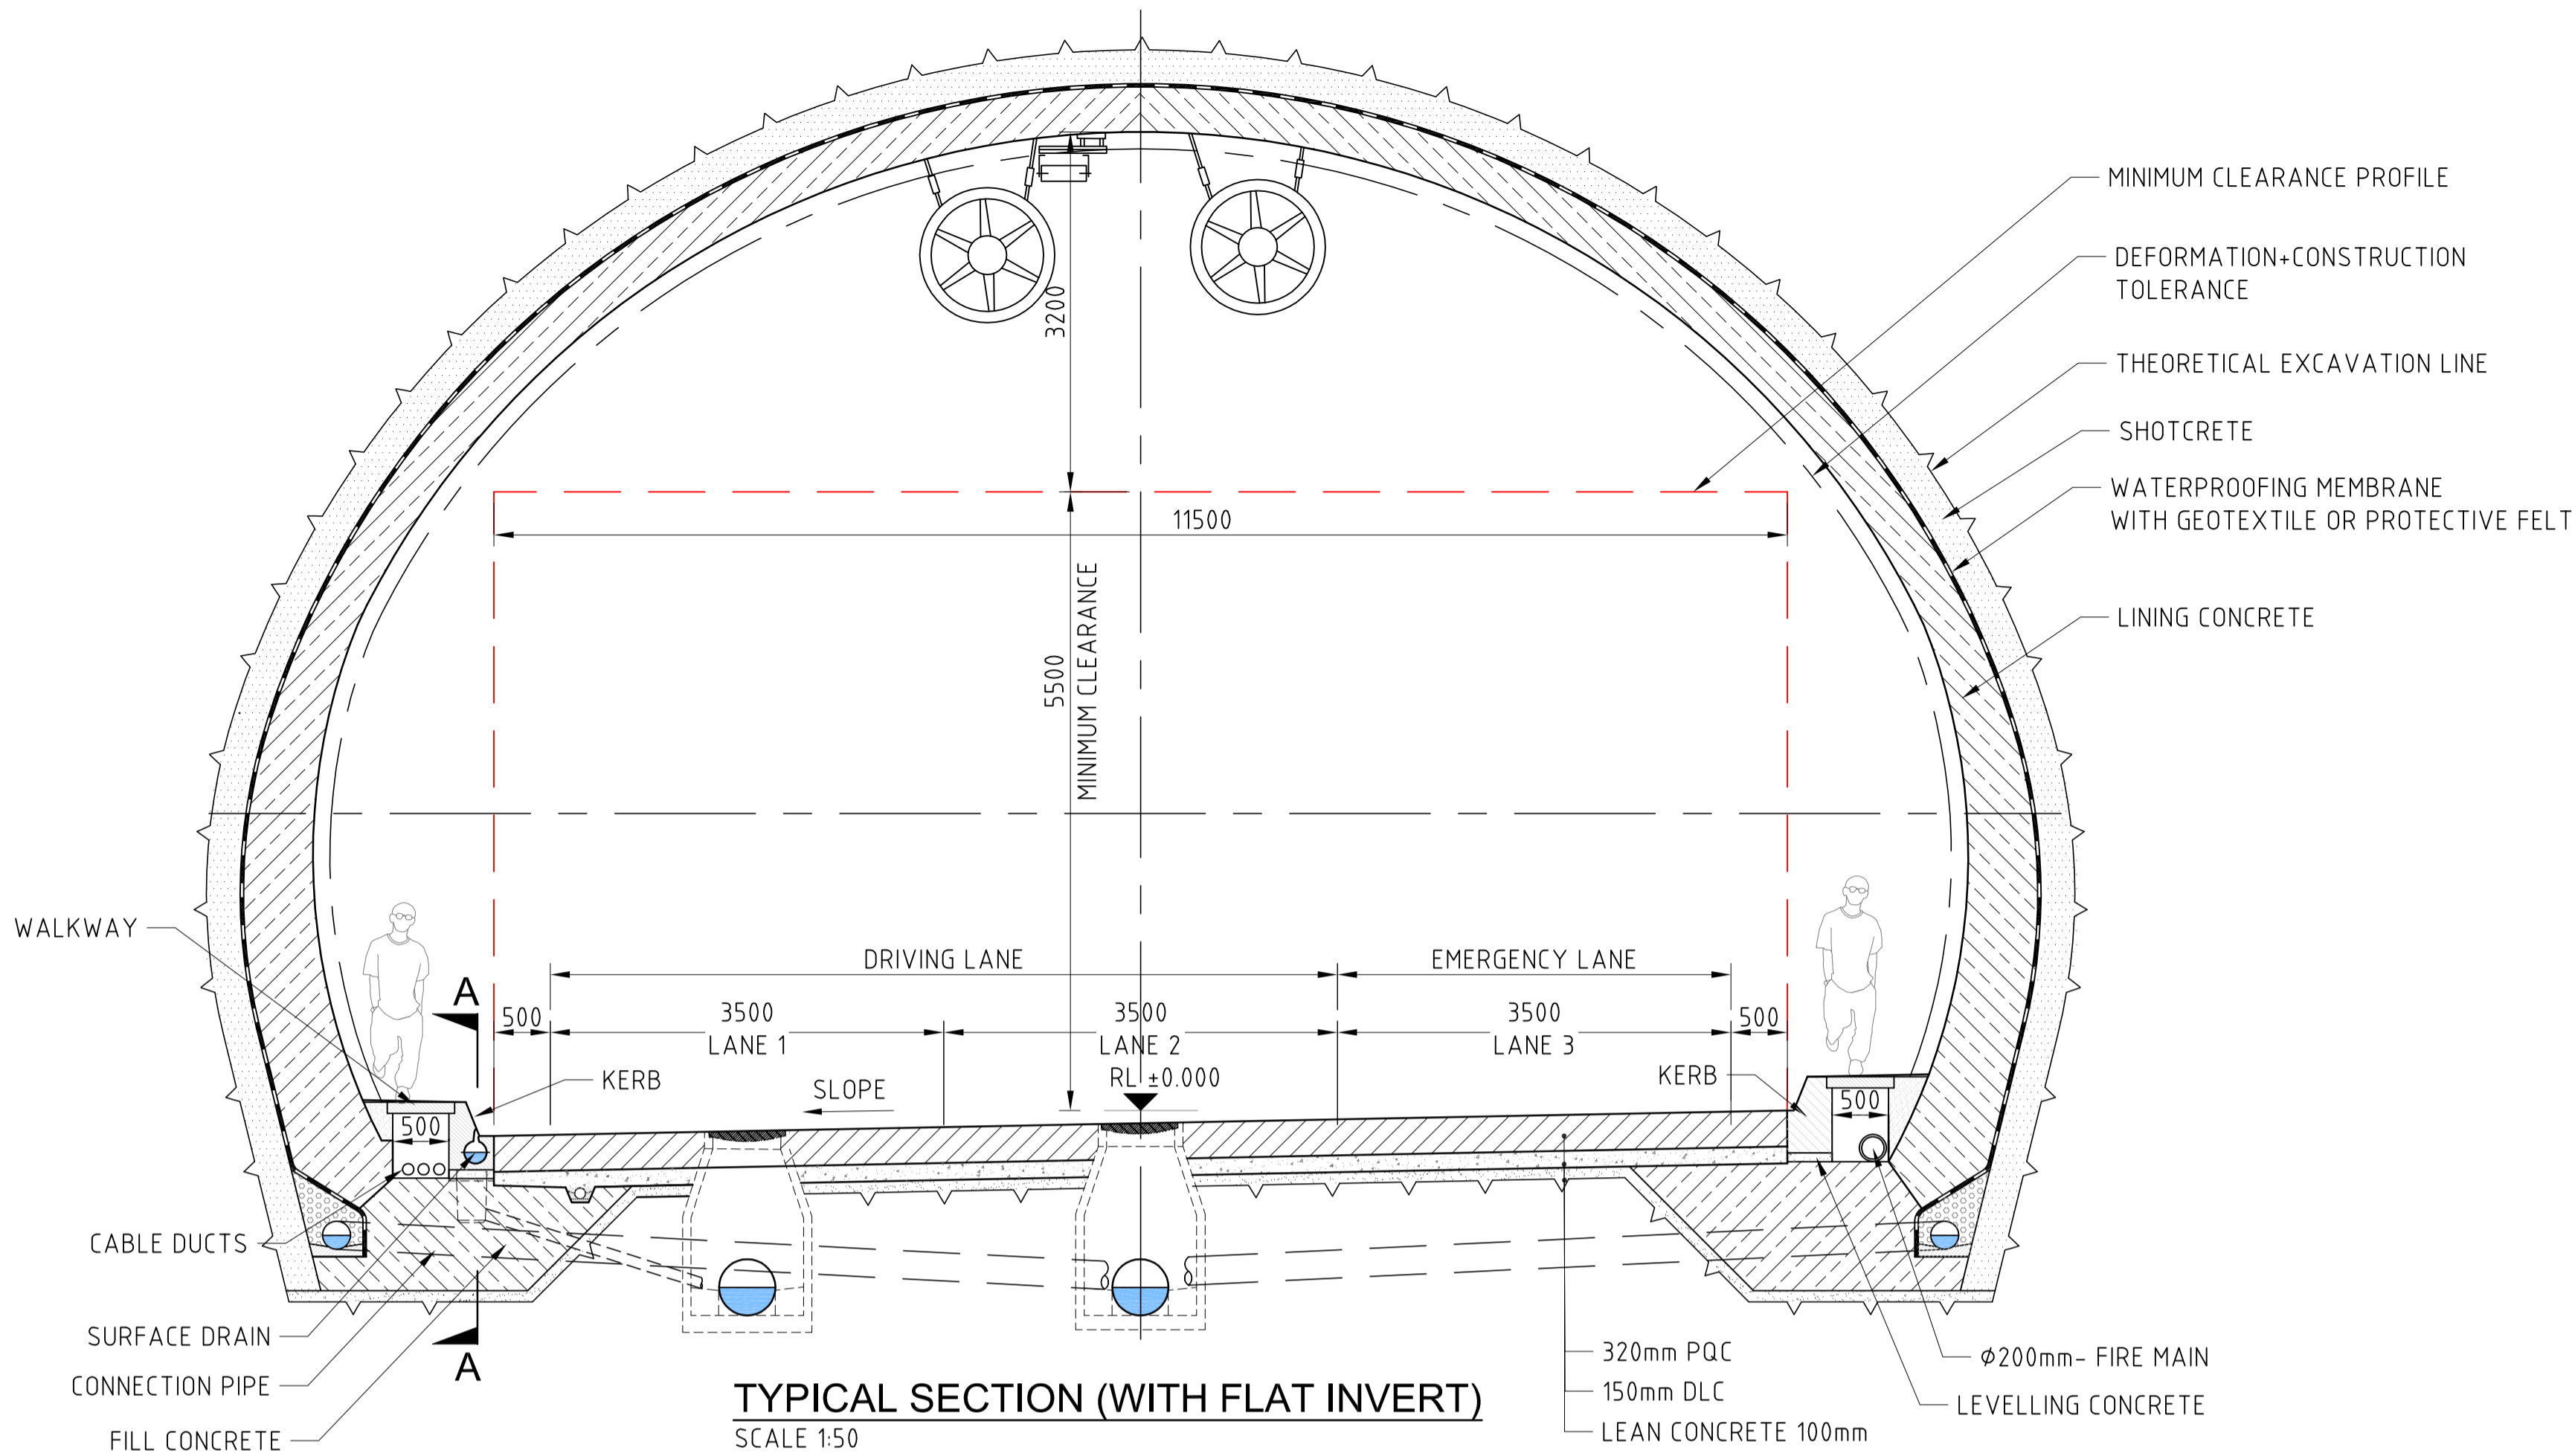 MINIMUM CLEARANCE PROFILE
DEFORMATION+CONSTRUCTION
TOLERANCE
THEORETICAL EXCAVATION LINE
SHOTCRETE
WATERPROOFING MEMBRANE
WITH GEOTEXTILE OR PROTECTIVE FELT
LINING CONCRETE
3200
11500
5500
MINIMUM CLEARANCE
WALKWAY
DRIVING LANE
EMERGENCY LANE
A
500
3500
LANE 1
3500
LANE 2
3500
LANE 3
500
RL ±0.000
KERB
SLOPE
KERB
500
500
CABLE DUCTS
SURFACE DRAIN
CONNECTION PIPE
FILL CONCRETE
A
320mm PQC
150mm DLC
LEAN CONCRETE 100mm
Ø200mm- FIRE MAIN
LEVELLING CONCRETE
TYPICAL SECTION (WITH FLAT INVERT)
SCALE 1:50